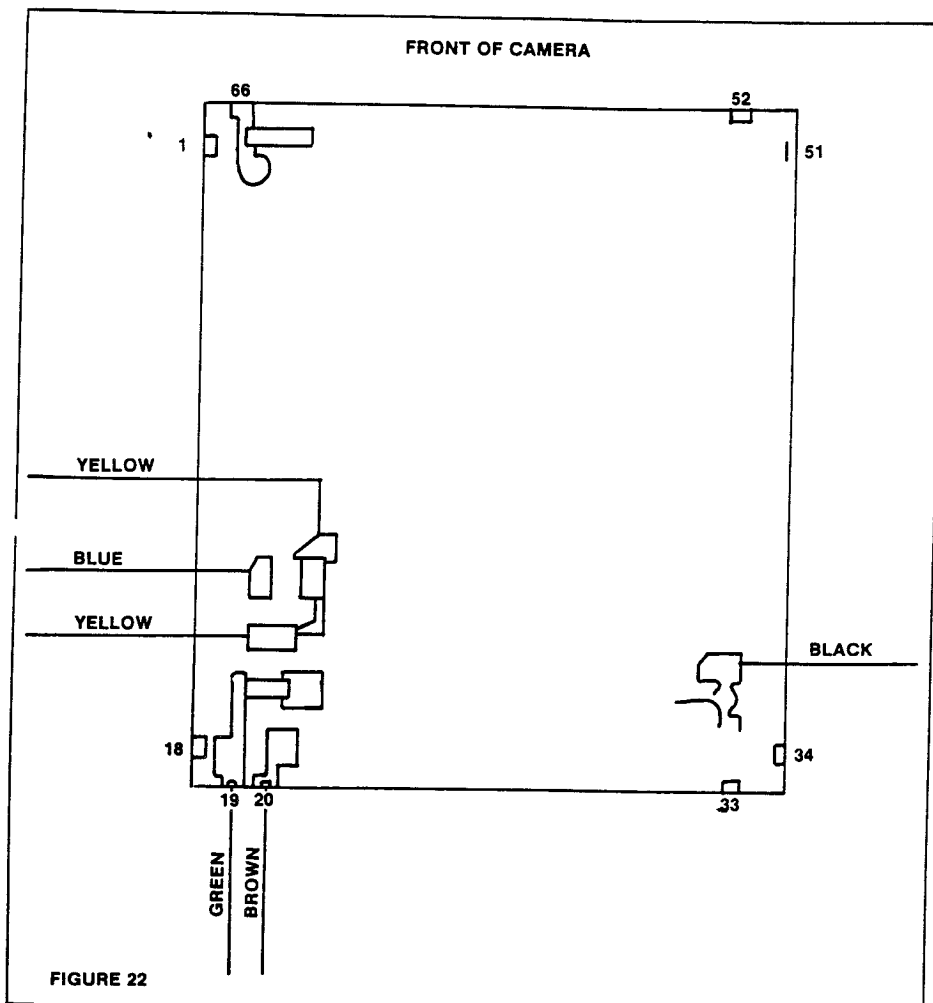 FRONT OF CAMERA
66
52
1
51
YELLOW
BLUE
YELLOW
BLACK
18
34
19
20
33
GREEN
BROWN
FIGURE 22